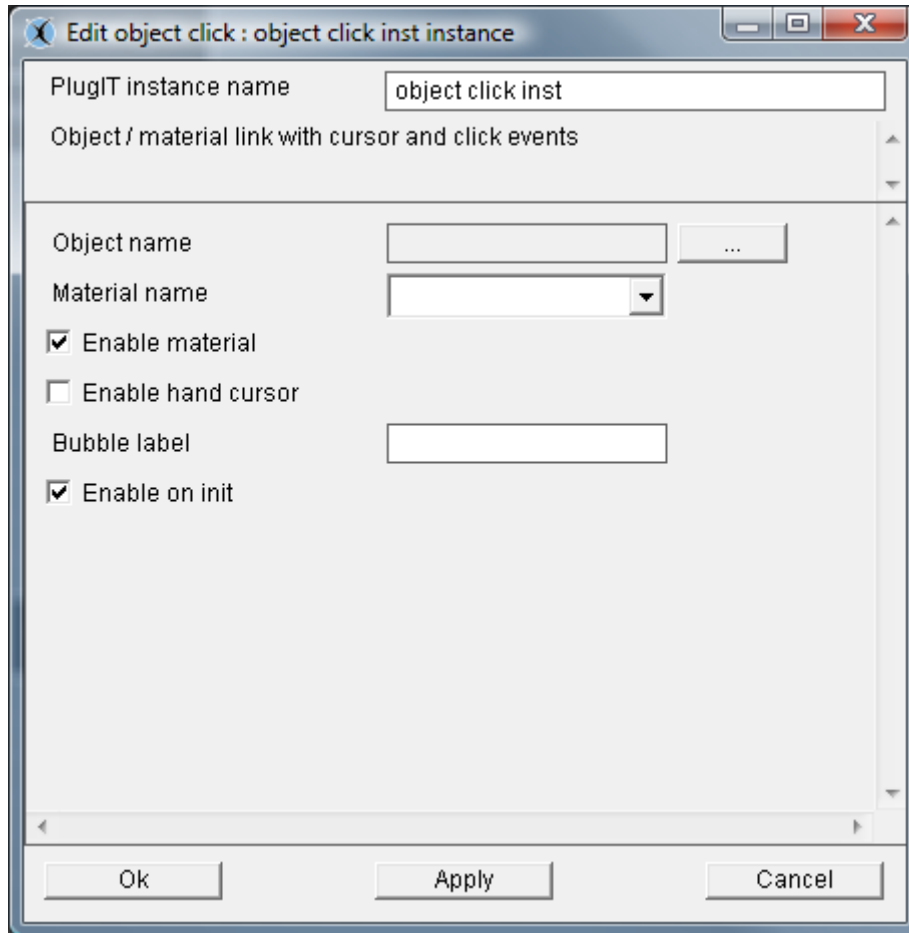 Edit object click : object click inst instance
PlugIT instance name object click inst
Object / material link with cursor and click events
Object name ...
Material name
Enable material
Enable hand cursor
Bubble label
Enable on init
Ok Apply Cancel